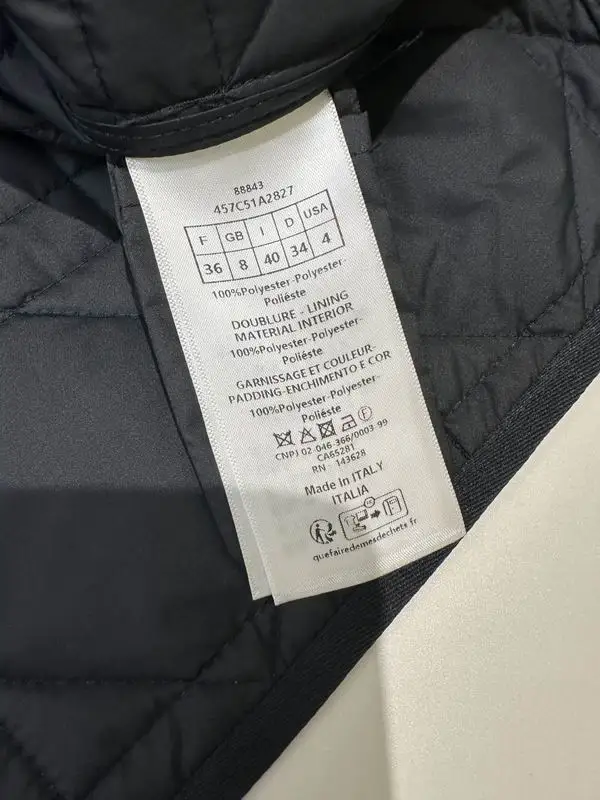 88843
457C51A2827
F GB I D USA
36 8 40 34 4
100%Polyester-Polyester-
Poliéste
DOUBLURE - LINING
MATERIAL INTERIOR
100%Polyester-Polyester-
Poliéste
GARNISSAGE ET COULEUR-
PADDING-ENCHIMENTO E COR
100%Polyester-Polyester-
Poliéste
CNPJ 02-046-366/0003-99
CA65281
RN 143628
Made in ITALY
ITALIA
quefairedemesdechets.fr